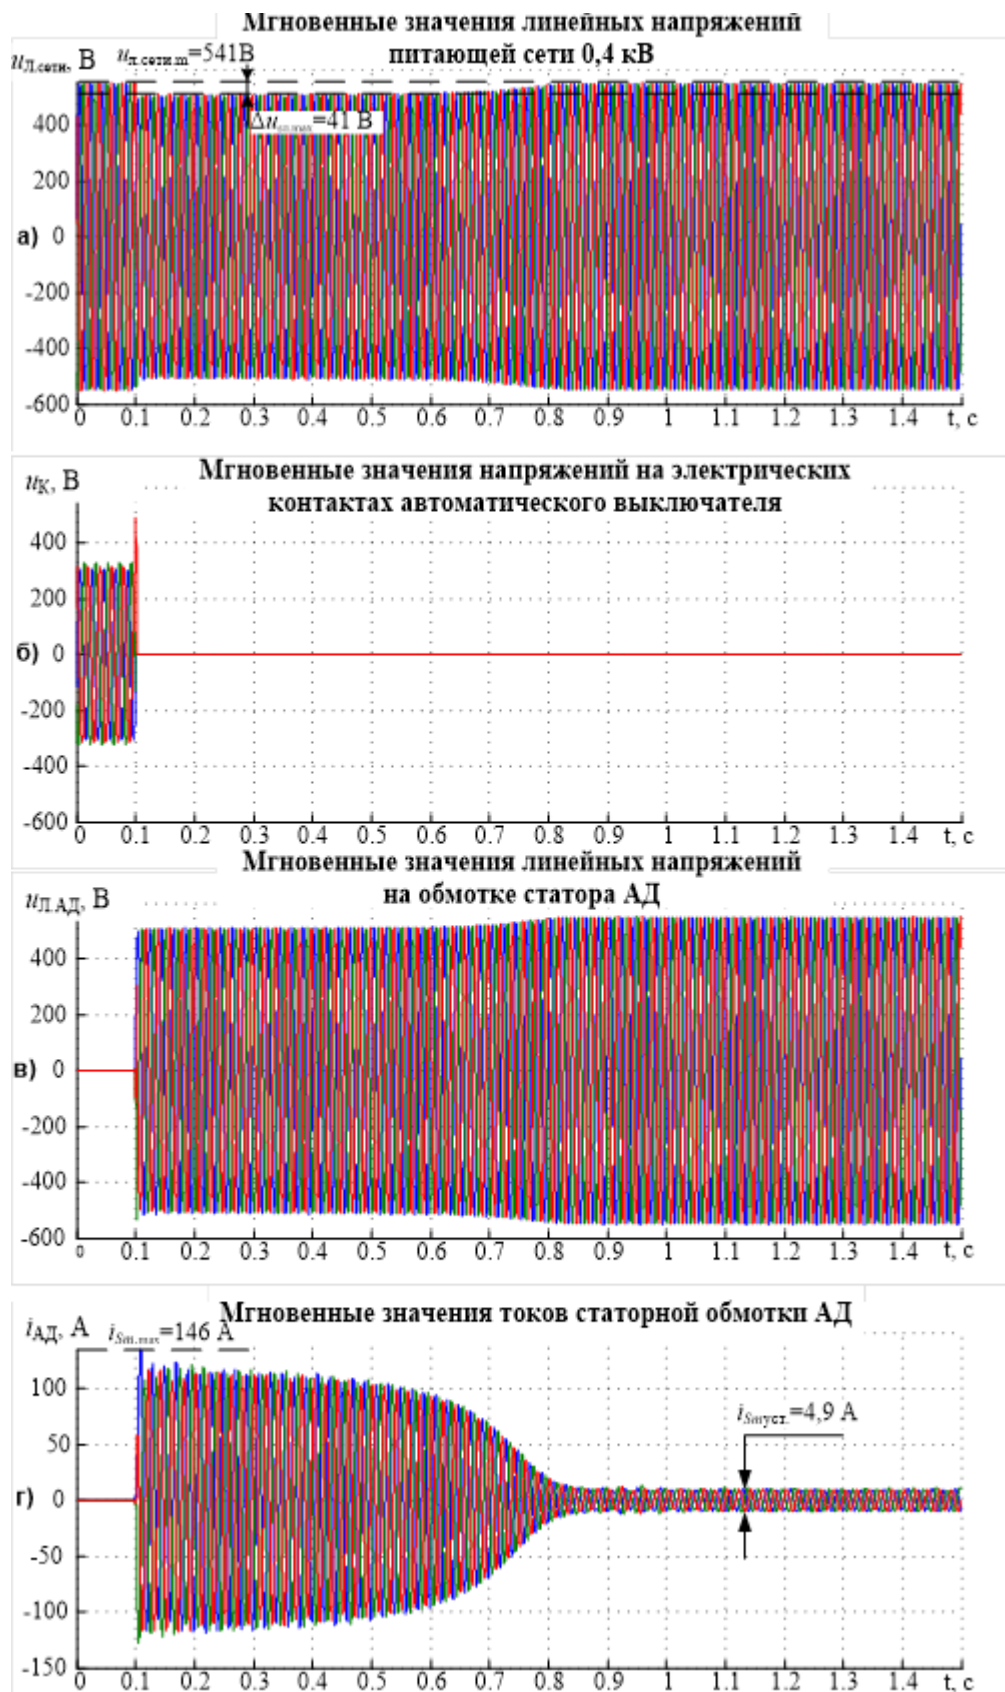 Мгновенные значения линейных напряжений
питающей сети 0,4 кВ
uЛ.сети, В
uл.сети.m=541В
Δu =41 В
400
200
а) 0
-200
-400
-600
0 0.1 0.2 0.3 0.4 0.5 0.6 0.7 0.8 0.9 1 1.1 1.2 1.3 1.4 t, с
Мгновенные значения напряжений на электрических
контактах автоматического выключателя
uК, В
400
200
б) 0
-200
-400
-600
0 0.1 0.2 0.3 0.4 0.5 0.6 0.7 0.8 0.9 1 1.1 1.2 1.3 1.4 t, с
Мгновенные значения линейных напряжений
на обмотке статора АД
uЛ.АД, В
400
200
в) 0
-200
-400
-600
0 0.1 0.2 0.3 0.4 0.5 0.6 0.7 0.8 0.9 1 1.1 1.2 1.3 1.4 t, с
Мгновенные значения токов статорной обмотки АД
iАД, А
iSm.max=146 А
100
50
iSmуст.=4,9 А
г) 0
-50
-100
-150
0 0.1 0.2 0.3 0.4 0.5 0.6 0.7 0.8 0.9 1 1.1 1.2 1.3 1.4 t, с